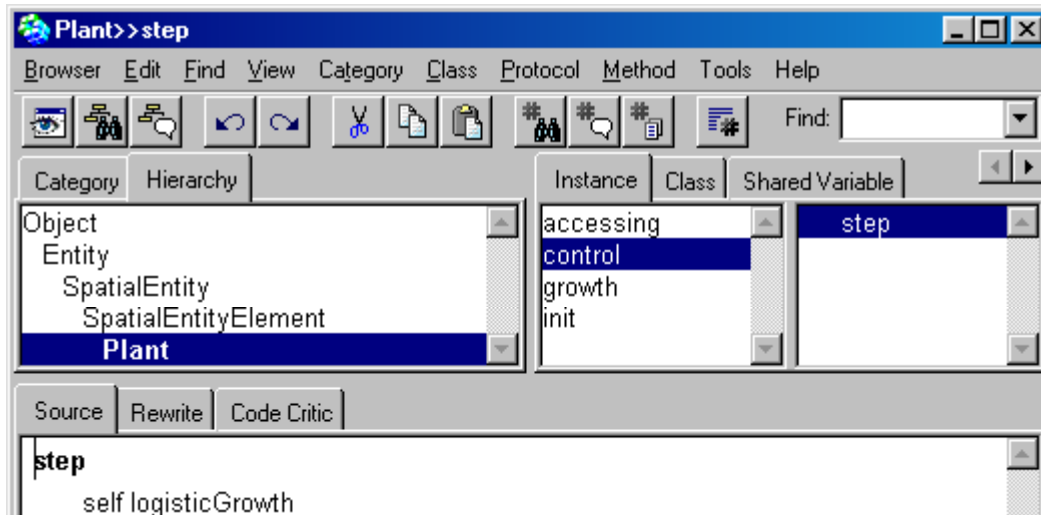 Plant>>step
Browser Edit Find View Category Class Protocol Method Tools Help
Find:
Category Hierarchy
Instance Class Shared Variable
Object
Entity
SpatialEntity
SpatialEntityElement
Plant
accessing
control
growth
init
step
Source Rewrite Code Critic
step
self logisticGrowth